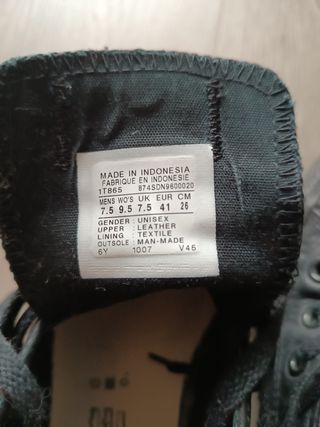 MADE IN INDONESIA
FABRIQUE EN INDONESIE
1T865 874SDN9600020
MENS WO'S UK EUR CM
7.5 9.5 7.5 41 26
GENDER : UNISEX
UPPER : LEATHER
LINING : TEXTILE
OUTSOLE : MAN-MADE
6Y 1007 V46